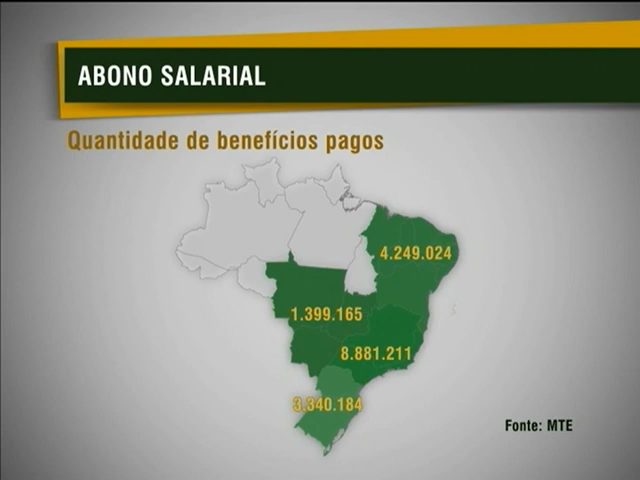 ABONO SALARIAL
Quantidade de benefícios pagos
4.249.024
1.399.165
8.881.211
3.340.184
Fonte: MTE